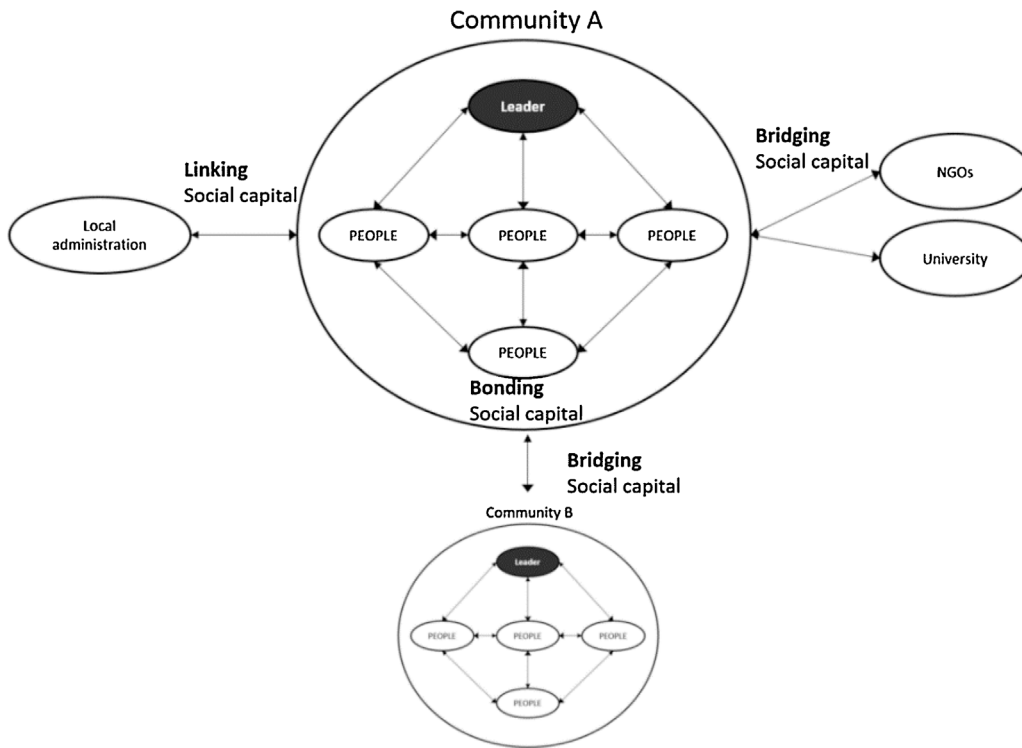 Community A
Leader
Bridging
Social capital
Linking
Social capital
NGOs
Local
administration
PEOPLE
PEOPLE
PEOPLE
University
PEOPLE
Bonding
Social capital
Bridging
Social capital
Community B
Leader
PEOPLE
PEOPLE
PEOPLE
PEOPLE